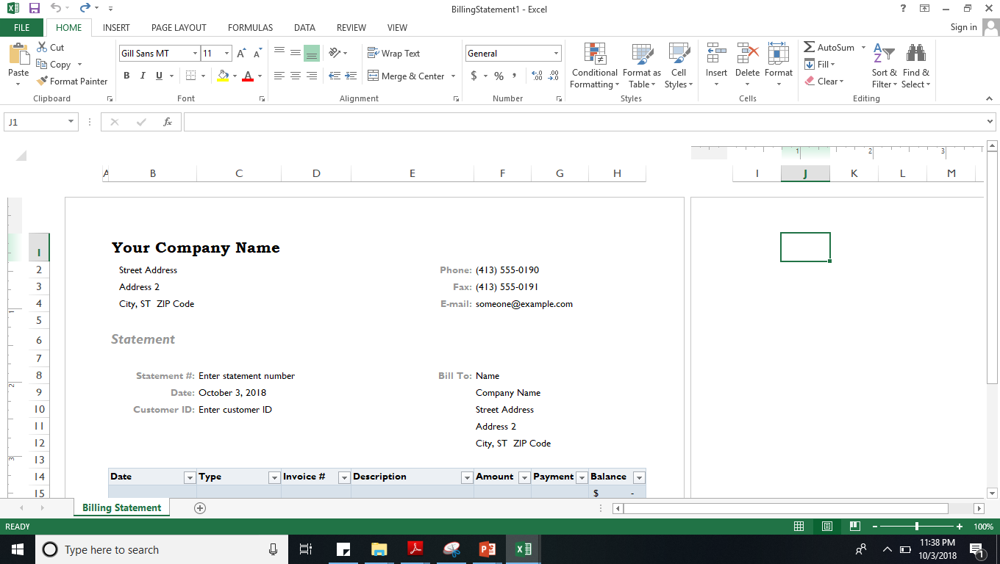 BillingStatement1 - Excel
FILE HOME INSERT PAGE LAYOUT FORMULAS DATA REVIEW VIEW Sign in
Cut
Copy
Format Painter
Paste
Clipboard
Gill Sans MT 11
B I U
Font
Wrap Text
Merge & Center
Alignment
General
$ % ,
Number
Conditional Formatting
Format as Table
Cell Styles
Styles
Insert Delete Format
Cells
AutoSum
Fill
Clear
Sort & Filter
Find & Select
Editing
J1
fx
1 2 3
A B C D E F G H I J K L M
1 Your Company Name
2 Street Address Phone: (413) 555-0190
3 Address 2 Fax: (413) 555-0191
4 City, ST ZIP Code E-mail: someone@example.com
5
6 Statement
7
8 Statement #: Enter statement number Bill To: Name
9 Date: October 3, 2018 Company Name
10 Customer ID: Enter customer ID Street Address
11 Address 2
12 City, ST ZIP Code
13
14 Date Type Invoice # Description Amount Payment Balance
15 $ -
1
2
3
Billing Statement
READY 100%
Type here to search
11:38 PM
10/3/2018
1